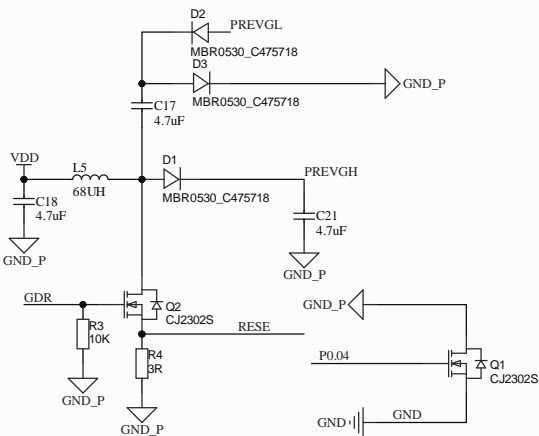 D2
PREVGL
MBR0530_C475718
D3
MBR0530_C475718
GND_P
C17
4.7uF
VDD
L5
68UH
D1
MBR0530_C475718
PREVGH
C18
4.7uF
GND_P
C21
4.7uF
GND_P
GDR
Q2
CJ2302S
R3
10K
GND_P
RESE
R4
3R
GND_P
GND_P
P0.04
Q1
CJ2302S
GND
GND